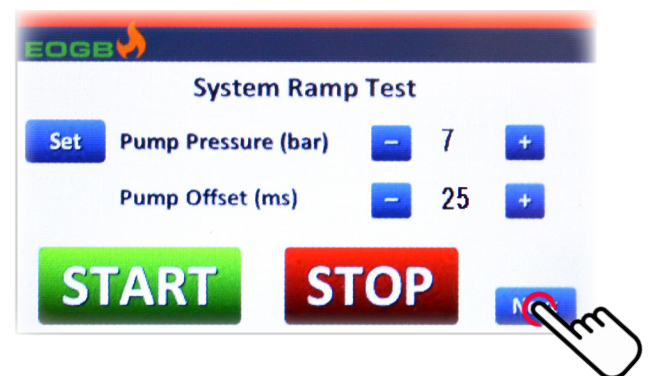 EOGB
System Ramp Test
Set Pump Pressure (bar) - 7 +
Pump Offset (ms) - 25 +
START STOP